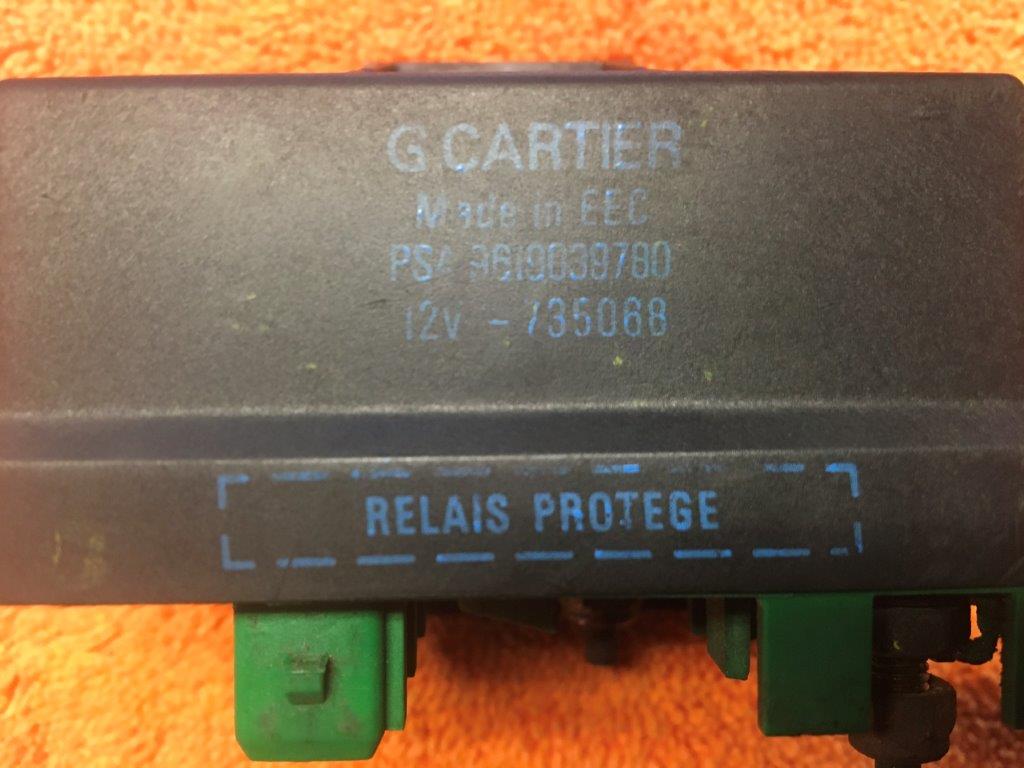 G.CARTIER
Made in EEC
PSA 9619039780
12V - 735068
RELAIS PROTEGE